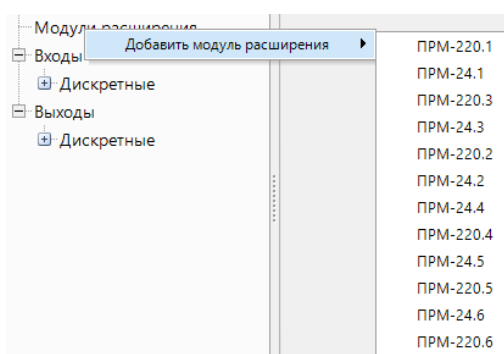 Модули расширения
Добавить модуль расширения
Входы
Дискретные
Выходы
Дискретные
ПРМ-220.1
ПРМ-24.1
ПРМ-220.3
ПРМ-24.3
ПРМ-220.2
ПРМ-24.2
ПРМ-24.4
ПРМ-220.4
ПРМ-24.5
ПРМ-220.5
ПРМ-24.6
ПРМ-220.6